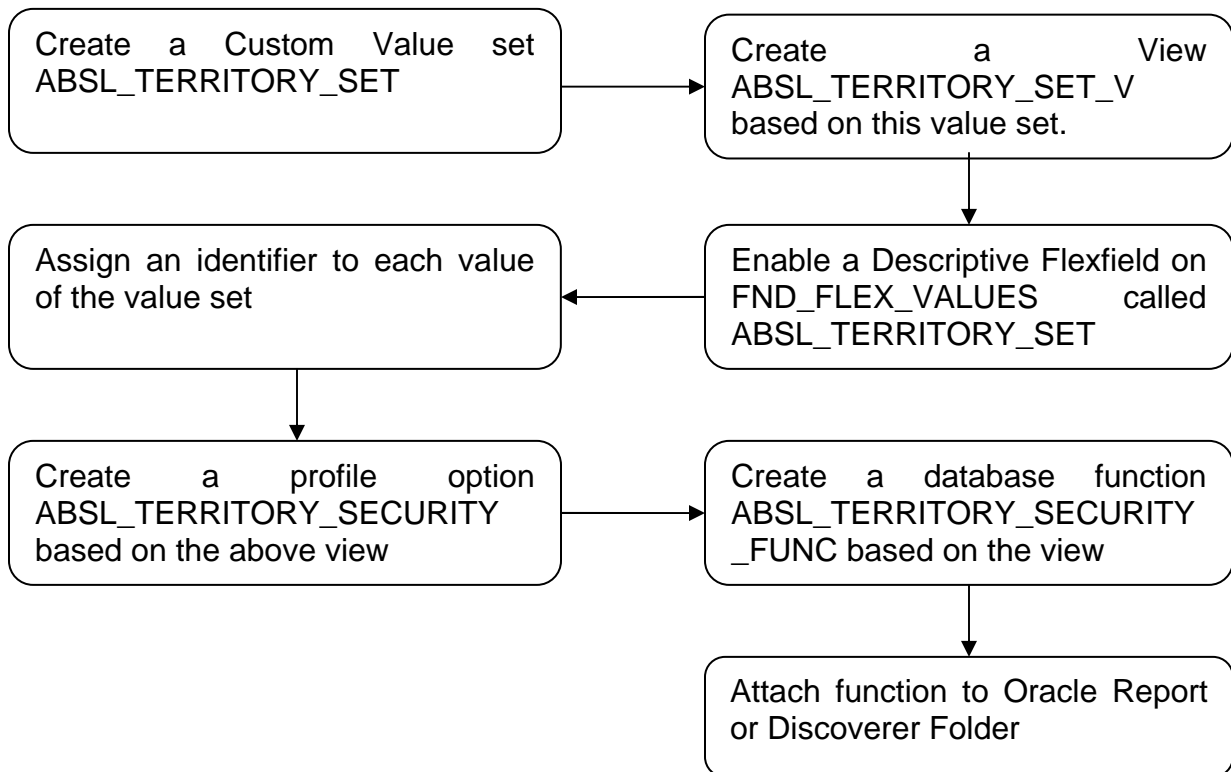 Create a Custom Value set
ABSL_TERRITORY_SET
Create a View
ABSL_TERRITORY_SET_V
based on this value set.
Enable a Descriptive Flexfield on
FND_FLEX_VALUES called
ABSL_TERRITORY_SET
Assign an identifier to each value
of the value set
Create a profile option
ABSL_TERRITORY_SECURITY
based on the above view
Create a database function
ABSL_TERRITORY_SECURITY
_FUNC based on the view
Attach function to Oracle Report
or Discoverer Folder